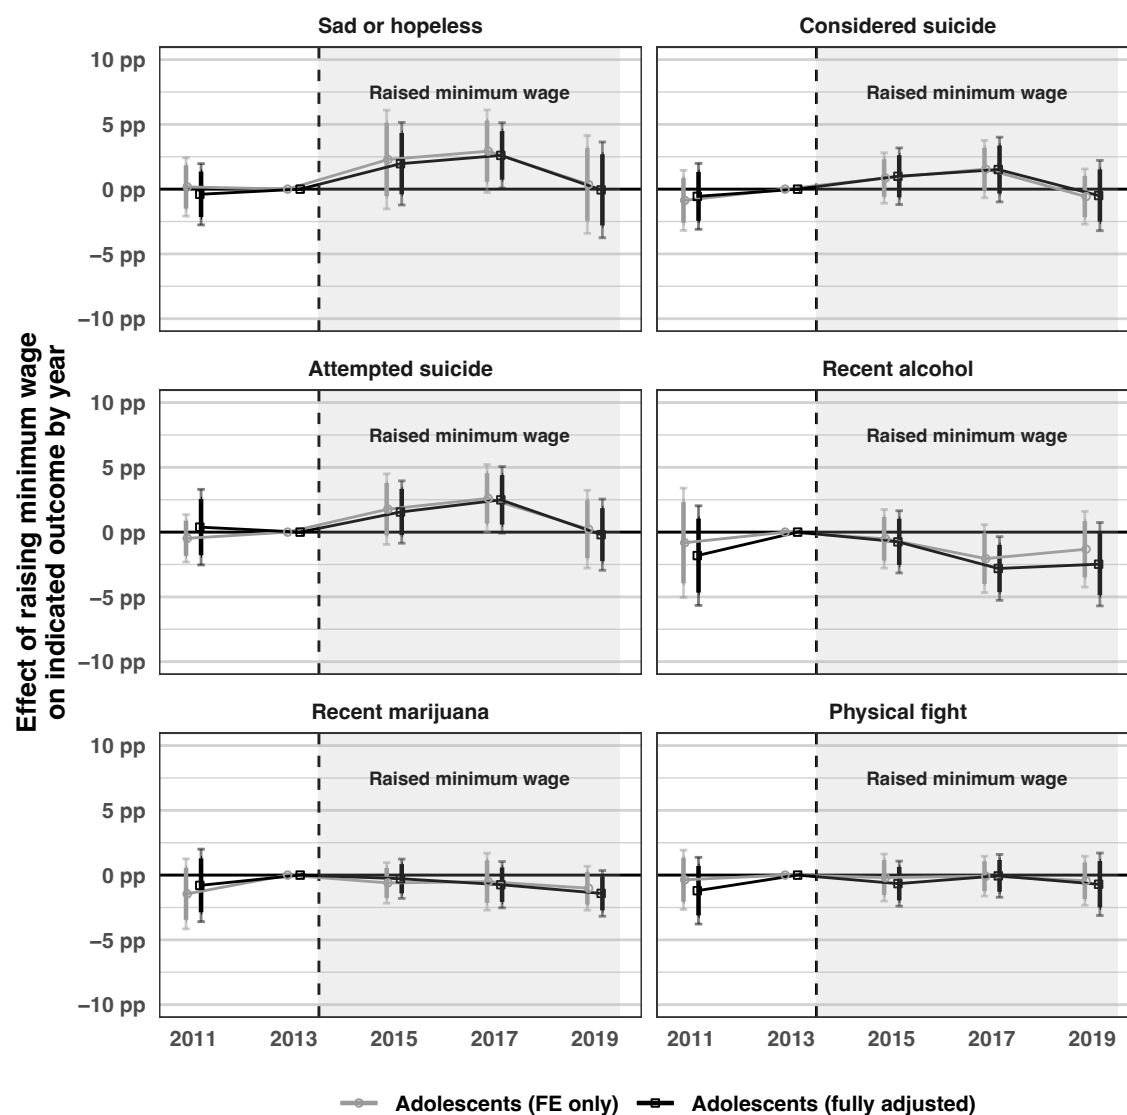 Sad or hopeless
Considered suicide
10 pp
5 pp
0 pp
−5 pp
−10 pp
Raised minimum wage
Raised minimum wage
Attempted suicide
Recent alcohol
10 pp
5 pp
0 pp
−5 pp
−10 pp
Raised minimum wage
Raised minimum wage
Effect of raising minimum wage
on indicated outcome by year
Recent marijuana
Physical fight
10 pp
5 pp
0 pp
−5 pp
−10 pp
Raised minimum wage
Raised minimum wage
2011 2013 2015 2017 2019
2011 2013 2015 2017 2019
Adolescents (FE only) Adolescents (fully adjusted)